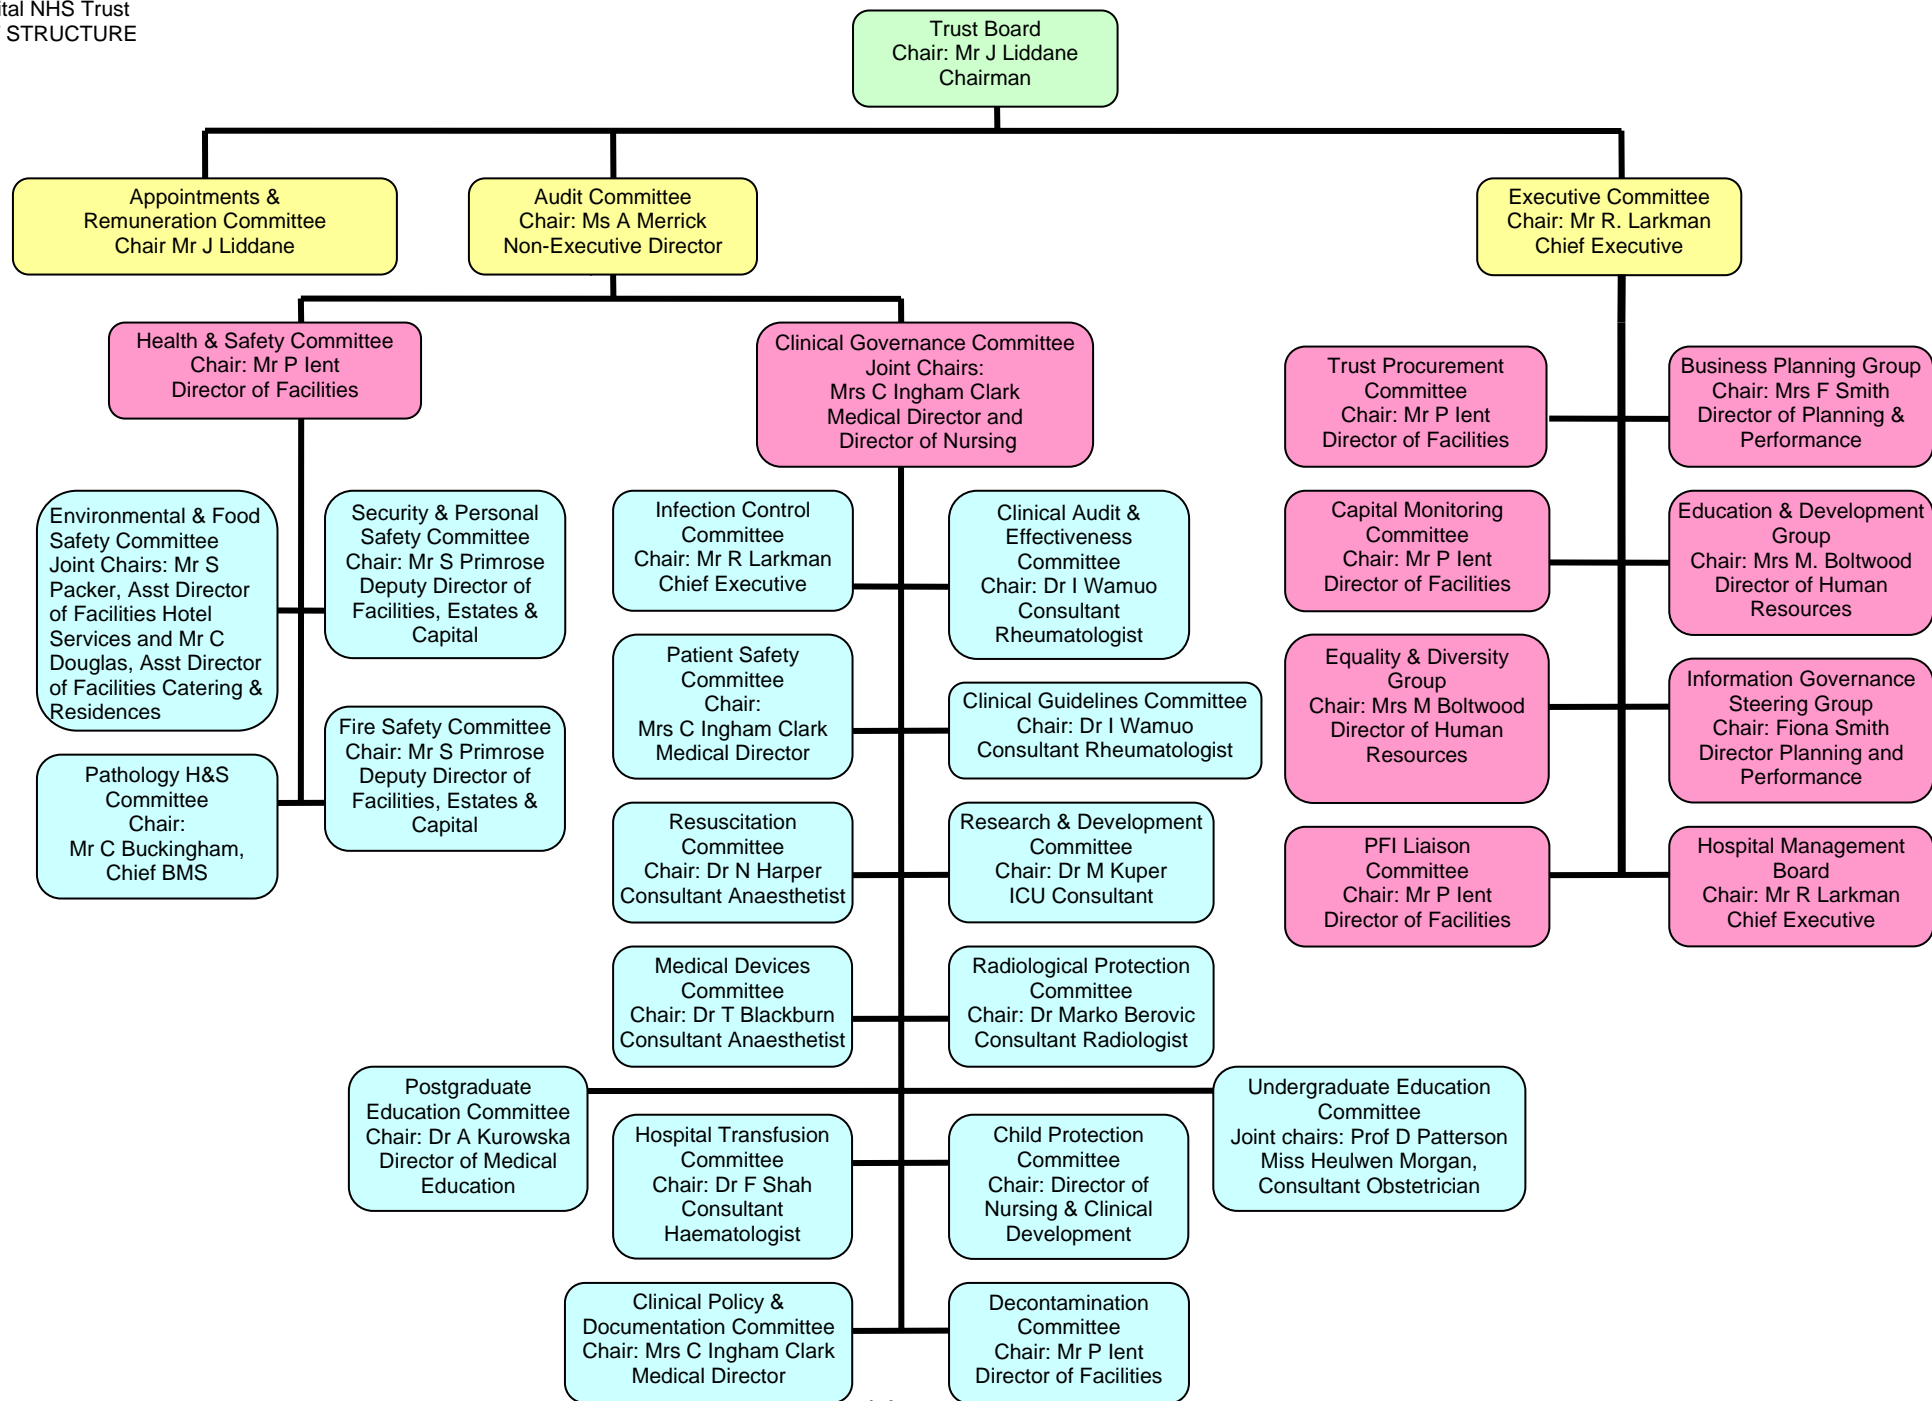 ital NHS Trust
STRUCTURE
Trust Board
Chair: Mr J Liddane
Chairman
Appointments &
Remuneration Committee
Chair Mr J Liddane
Audit Committee
Chair: Ms A Merrick
Non-Executive Director
Executive Committee
Chair: Mr R. Larkman
Chief Executive
Health & Safety Committee
Chair: Mr P Ient
Director of Facilities
Clinical Governance Committee
Joint Chairs:
Mrs C Ingham Clark
Medical Director and
Director of Nursing
Trust Procurement
Committee
Chair: Mr P Ient
Director of Facilities
Business Planning Group
Chair: Mrs F Smith
Director of Planning &
Performance
Environmental & Food
Safety Committee
Joint Chairs: Mr S
Packer, Asst Director
of Facilities Hotel
Services and Mr C
Douglas, Asst Director
of Facilities Catering &
Residences
Security & Personal
Safety Committee
Chair: Mr S Primrose
Deputy Director of
Facilities, Estates &
Capital
Infection Control
Committee
Chair: Mr R Larkman
Chief Executive
Clinical Audit &
Effectiveness
Committee
Chair: Dr I Wamuo
Consultant
Rheumatologist
Capital Monitoring
Committee
Chair: Mr P Ient
Director of Facilities
Education & Development
Group
Chair: Mrs M. Boltwood
Director of Human
Resources
Patient Safety
Committee
Chair:
Mrs C Ingham Clark
Medical Director
Clinical Guidelines Committee
Chair: Dr I Wamuo
Consultant Rheumatologist
Equality & Diversity
Group
Chair: Mrs M Boltwood
Director of Human
Resources
Information Governance
Steering Group
Chair: Fiona Smith
Director Planning and
Performance
Pathology H&S
Committee
Chair:
Mr C Buckingham,
Chief BMS
Fire Safety Committee
Chair: Mr S Primrose
Deputy Director of
Facilities, Estates &
Capital
Resuscitation
Committee
Chair: Dr N Harper
Consultant Anaesthetist
Research & Development
Committee
Chair: Dr M Kuper
ICU Consultant
PFI Liaison
Committee
Chair: Mr P Ient
Director of Facilities
Hospital Management
Board
Chair: Mr R Larkman
Chief Executive
Medical Devices
Committee
Chair: Dr T Blackburn
Consultant Anaesthetist
Radiological Protection
Committee
Chair: Dr Marko Berovic
Consultant Radiologist
Postgraduate
Education Committee
Chair: Dr A Kurowska
Director of Medical
Education
Undergraduate Education
Committee
Joint chairs: Prof D Patterson
Miss Heulwen Morgan,
Consultant Obstetrician
Hospital Transfusion
Committee
Chair: Dr F Shah
Consultant
Haematologist
Child Protection
Committee
Chair: Director of
Nursing & Clinical
Development
Clinical Policy &
Documentation Committee
Chair: Mrs C Ingham Clark
Medical Director
Decontamination
Committee
Chair: Mr P Ient
Director of Facilities